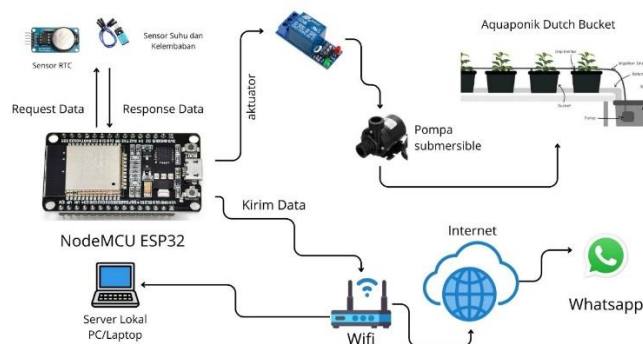 Sensor RTC
Sensor Suhu dan
Kelembaban
Request Data
Response Data
aktuator
Aquaponik Dutch Bucket
Bucket
Pompa
submersible
NodeMCU ESP32
Kirim Data
Internet
Whatsapp
Server Lokal
PC/Laptop
Wifi